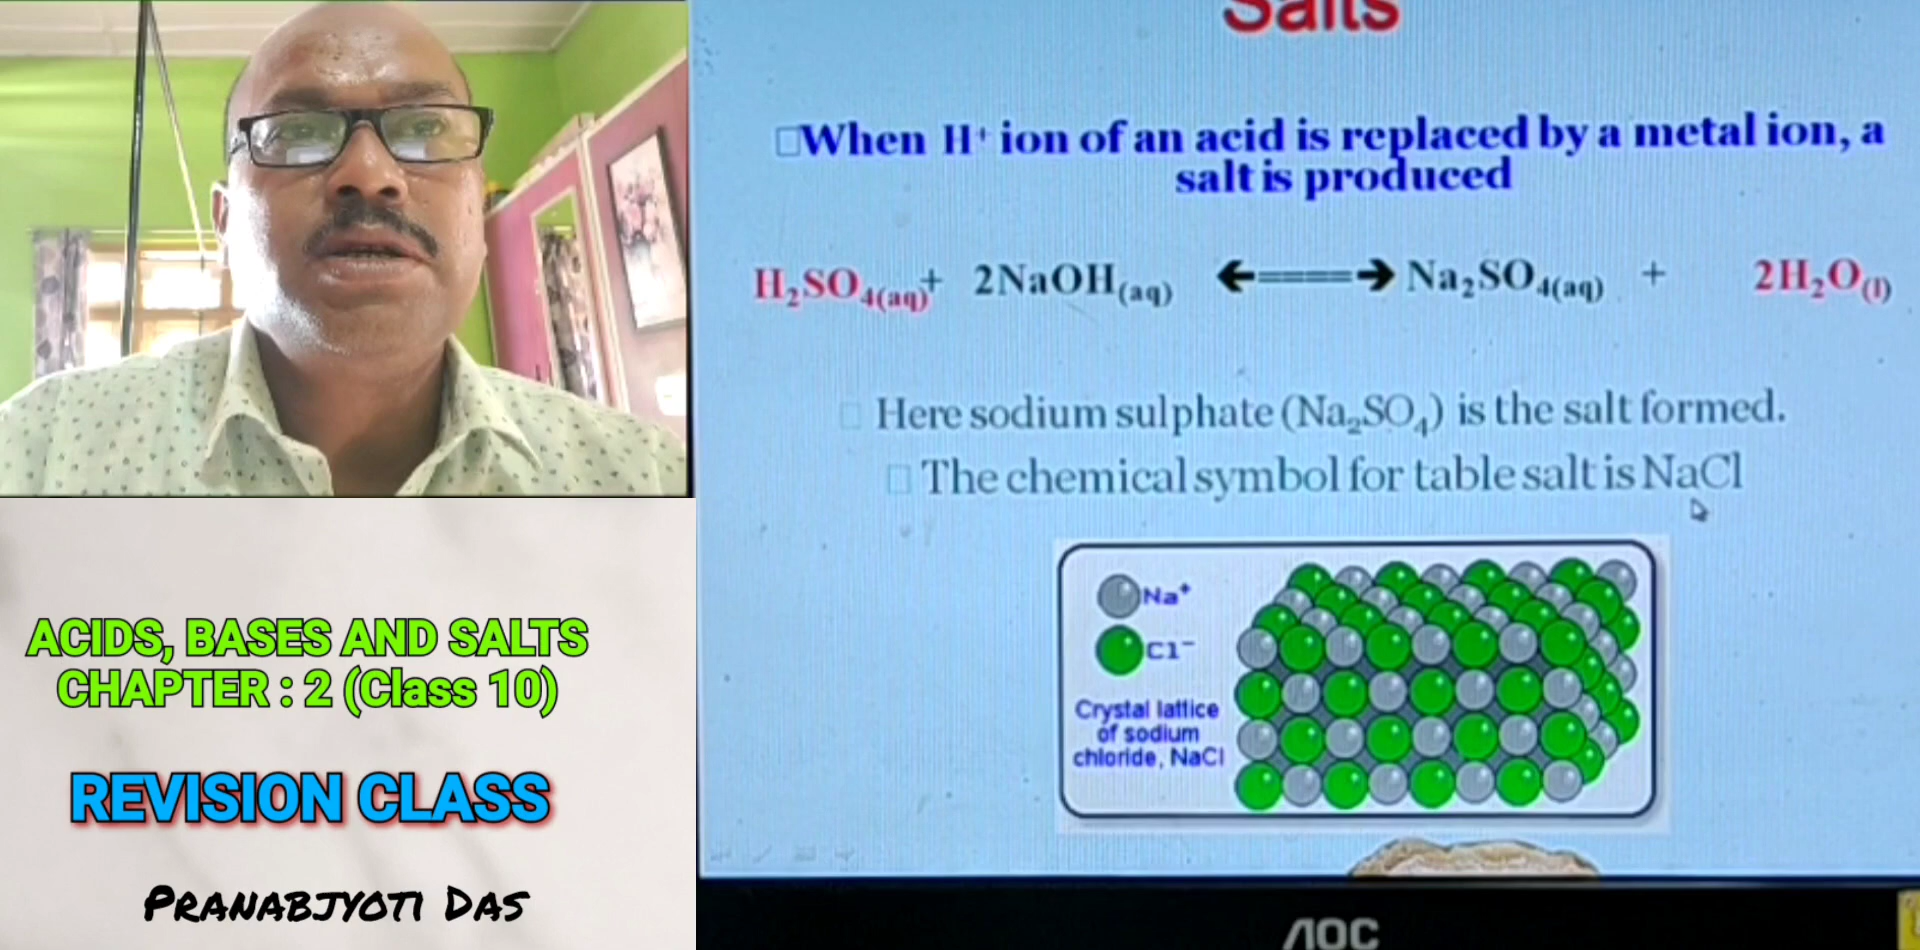 Salts
When H⁺ ion of an acid is replaced by a metal ion, a
salt is produced
H₂SO₄(aq)+ 2NaOH(aq) ⟷ Na₂SO₄(aq) + 2H₂O(l)
Here sodium sulphate (Na₂SO₄) is the salt formed.
The chemical symbol for table salt is NaCl
Na⁺
Cl⁻
Crystal lattice
of sodium
chloride, NaCl
AOC
ACIDS, BASES AND SALTS
CHAPTER : 2 (Class 10)
REVISION CLASS
PRANABJYOTI DAS